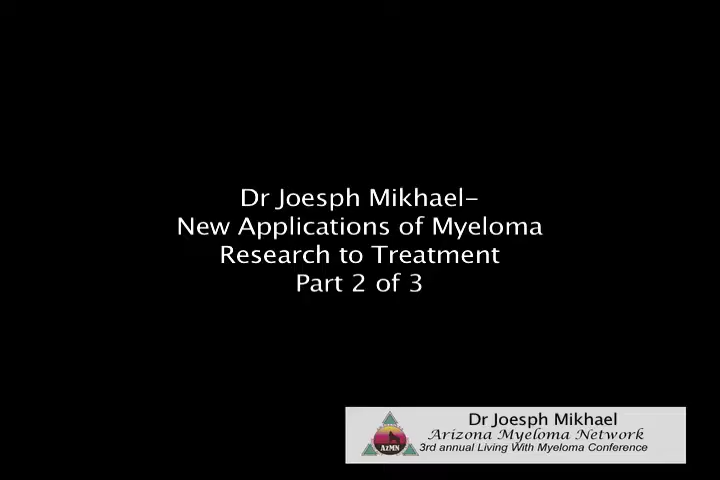 Dr Joesph Mikhael-
New Applications of Myeloma
Research to Treatment
Part 2 of 3
Dr Joesph Mikhael
Arizona Myeloma Network
AzMN
3rd annual Living With Myeloma Conference